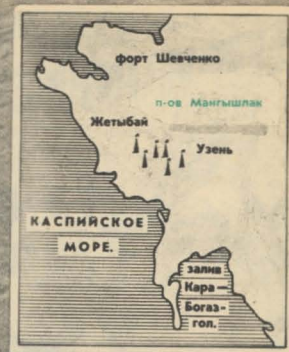 форт Шевченко
п-ов Мангышлак
Жетыбай
Узень
КАСПИЙСКОЕ
МОРЕ.
залив
Кара —
Богаз-
гол.